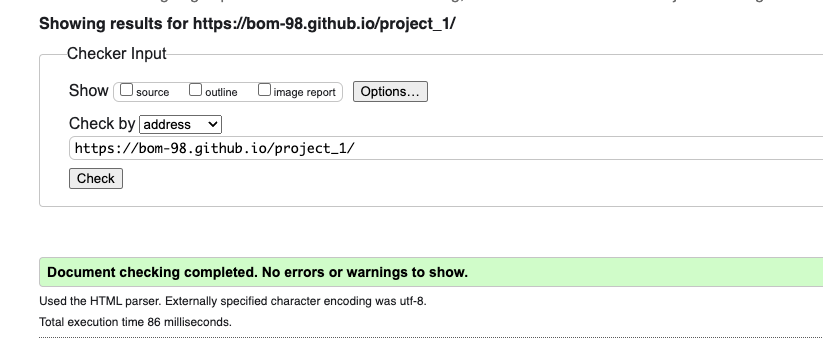 Showing results for https://bom-98.github.io/project_1/
Checker Input
Show source outline image report Options...
Check by address
https://bom-98.github.io/project_1/
Check
Document checking completed. No errors or warnings to show.
Used the HTML parser. Externally specified character encoding was utf-8.
Total execution time 86 milliseconds.